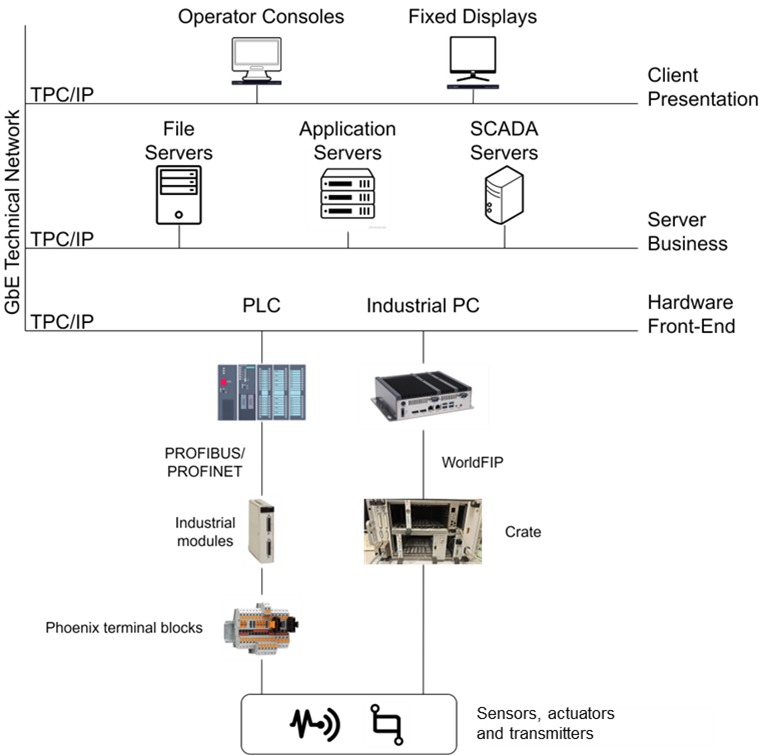 Operator Consoles
Fixed Displays
TPC/IP
Client
Presentation
GbE Technical Network
File
Servers
Application
Servers
SCADA
Servers
TPC/IP
Server
Business
PLC
Industrial PC
Hardware
Front-End
TPC/IP
PROFIBUS/
PROFINET
WorldFIP
Industrial
modules
Crate
Phoenix terminal blocks
Sensors, actuators
and transmitters